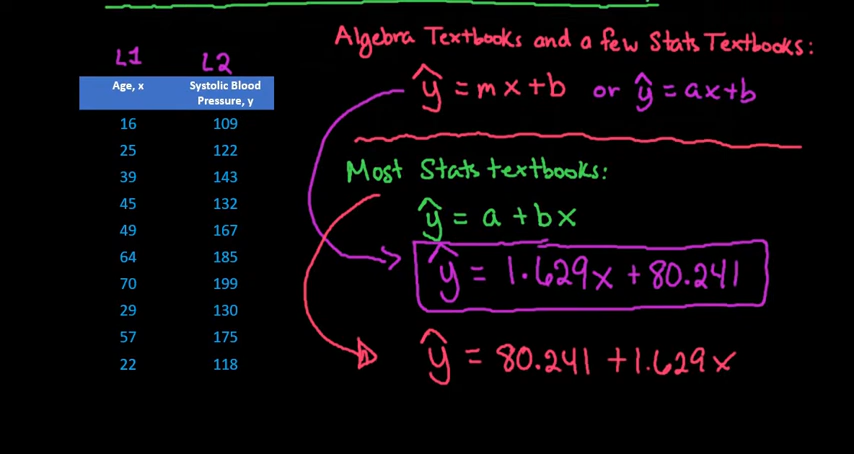 L1 L2
Age, x Systolic Blood Pressure, y
16 109
25 122
39 143
45 132
49 167
64 185
70 199
29 130
57 175
22 118
Algebra Textbooks and a few Stats Textbooks:
ŷ = mx+b or ŷ = ax+b
Most Stats textbooks:
ŷ = a + bx
ŷ = 1.629x + 80.241
ŷ = 80.241 + 1.629x